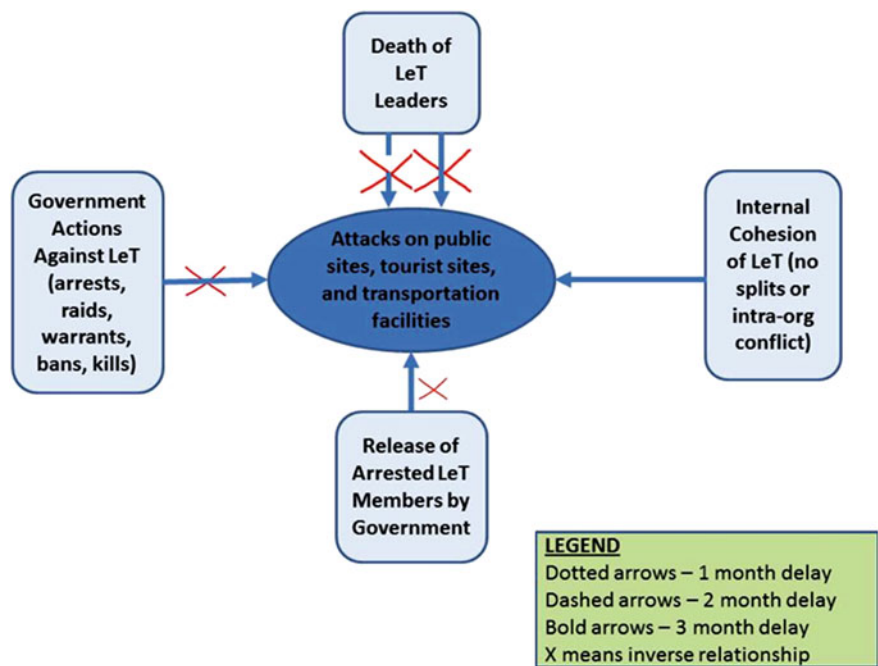 Death of
LeT
Leaders
Government
Actions
Against LeT
(arrests,
raids,
warrants,
bans, kills)
Attacks on public
sites, tourist sites,
and transportation
facilities
Internal
Cohesion
of LeT (no
splits or
intra-org
conflict)
Release of
Arrested LeT
Members by
Government
LEGEND
Dotted arrows – 1 month delay
Dashed arrows – 2 month delay
Bold arrows – 3 month delay
X means inverse relationship